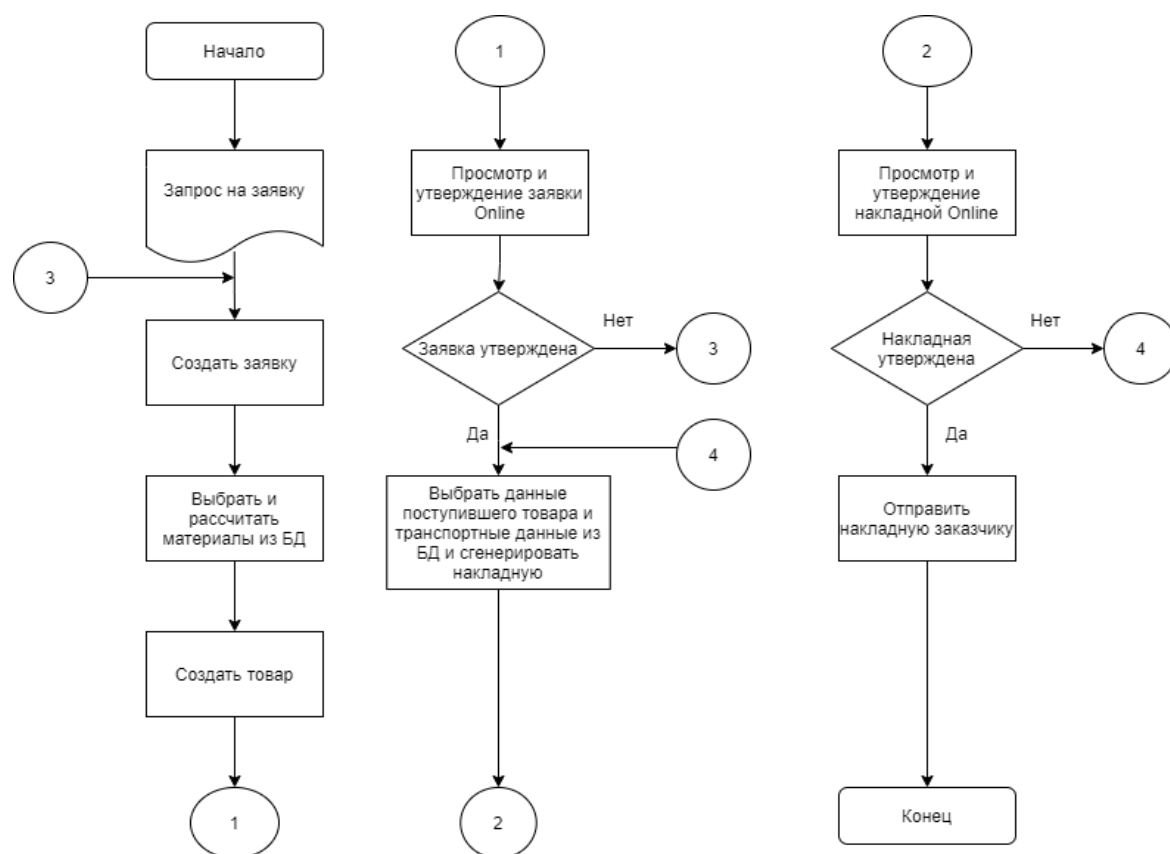 Начало
Запрос на заявку
3
Создать заявку
Выбрать и
рассчитать
материалы из БД
Создать товар
1
1
Просмотр и
утверждение заявки
Online
Заявка утверждена
Нет
3
Да
4
Выбрать данные
поступившего товара и
транспортные данные из
БД и сгенерировать
накладную
2
2
Просмотр и
утверждение
накладной Online
Накладная
утверждена
Нет
4
Да
Отправить
накладную заказчику
Конец